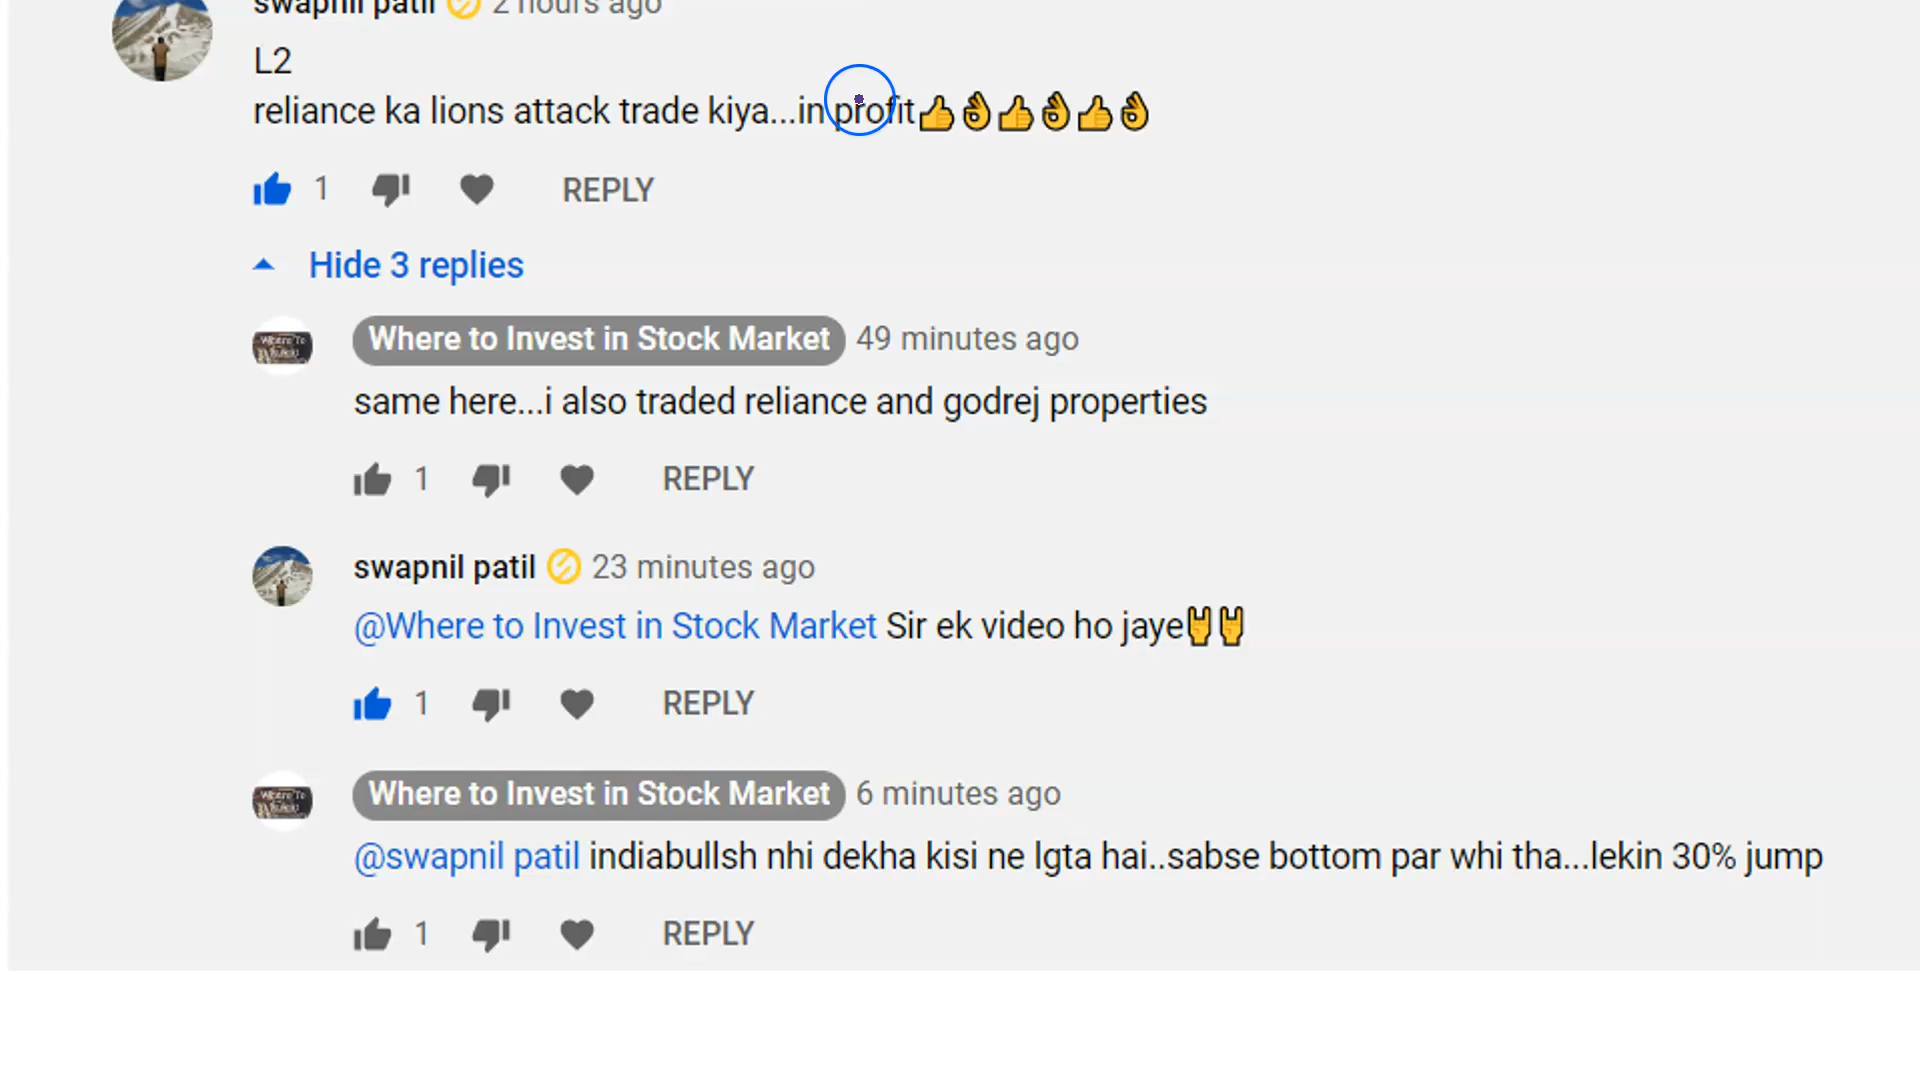 swapnil patil 2 hours ago
L2
reliance ka lions attack trade kiya...in profit👍👌👍👌👍👌
1 REPLY
Hide 3 replies
Where to Invest in Stock Market 49 minutes ago
same here...i also traded reliance and godrej properties
1 REPLY
swapnil patil 23 minutes ago
@Where to Invest in Stock Market Sir ek video ho jaye🤘🤘
1 REPLY
Where to Invest in Stock Market 6 minutes ago
@swapnil patil indiabullsh nhi dekha kisi ne lgta hai..sabse bottom par whi tha...lekin 30% jump
1 REPLY